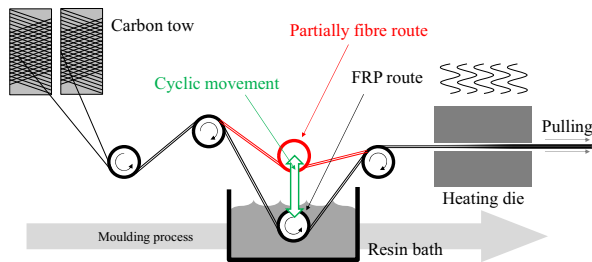 Carbon tow
Partially fibre route
Cyclic movement
FRP route
Pulling
Heating die
Moulding process
Resin bath